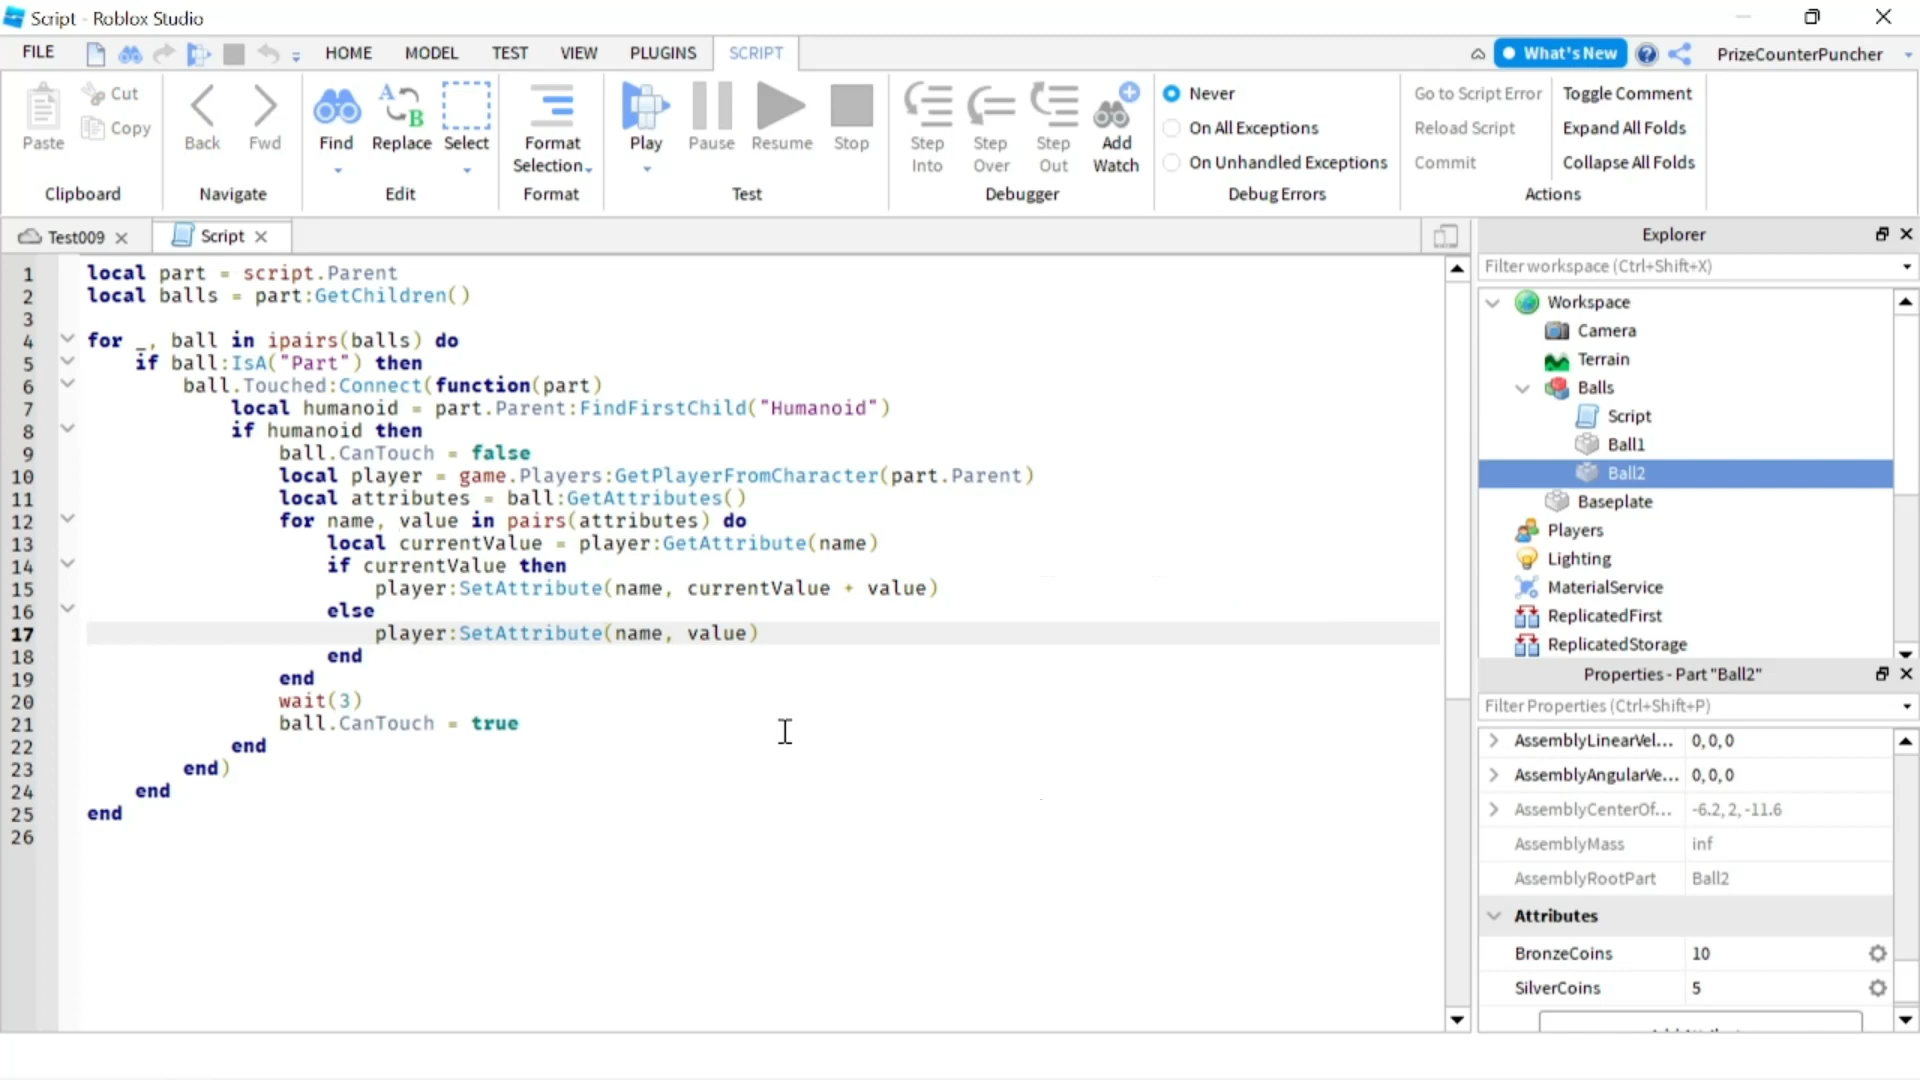 Script - Roblox Studio
FILE HOME MODEL TEST VIEW PLUGINS SCRIPT What's New PrizeCounterPuncher
Paste Cut Copy Back Fwd Find Replace Select Format Selection Play Pause Resume Stop Step Into Step Over Step Out Add Watch
Never
On All Exceptions
On Unhandled Exceptions
Go to Script Error Toggle Comment
Reload Script Expand All Folds
Commit Collapse All Folds
Clipboard Navigate Edit Format Test Debugger Debug Errors Actions
Test009 Script
1 local part = script.Parent
2 local balls = part:GetChildren()
3
4 for _, ball in ipairs(balls) do
5 if ball:IsA("Part") then
6 ball.Touched:Connect(function(part)
7 local humanoid = part.Parent:FindFirstChild("Humanoid")
8 if humanoid then
9 ball.CanTouch = false
10 local player = game.Players:GetPlayerFromCharacter(part.Parent)
11 local attributes = ball:GetAttributes()
12 for name, value in pairs(attributes) do
13 local currentValue = player:GetAttribute(name)
14 if currentValue then
15 player:SetAttribute(name, currentValue + value)
16 else
17 player:SetAttribute(name, value)
18 end
19 end
20 wait(3)
21 ball.CanTouch = true
22 end
23 end)
24 end
25 end
26
Explorer
Filter workspace (Ctrl+Shift+X)
Workspace
Camera
Terrain
Balls
Script
Ball1
Ball2
Baseplate
Players
Lighting
MaterialService
ReplicatedFirst
ReplicatedStorage
Properties - Part "Ball2"
Filter Properties (Ctrl+Shift+P)
AssemblyLinearVel... 0, 0, 0
AssemblyAngularVe... 0, 0, 0
AssemblyCenterOf... -6.2, 2, -11.6
AssemblyMass inf
AssemblyRootPart Ball2
Attributes
BronzeCoins 10
SilverCoins 5